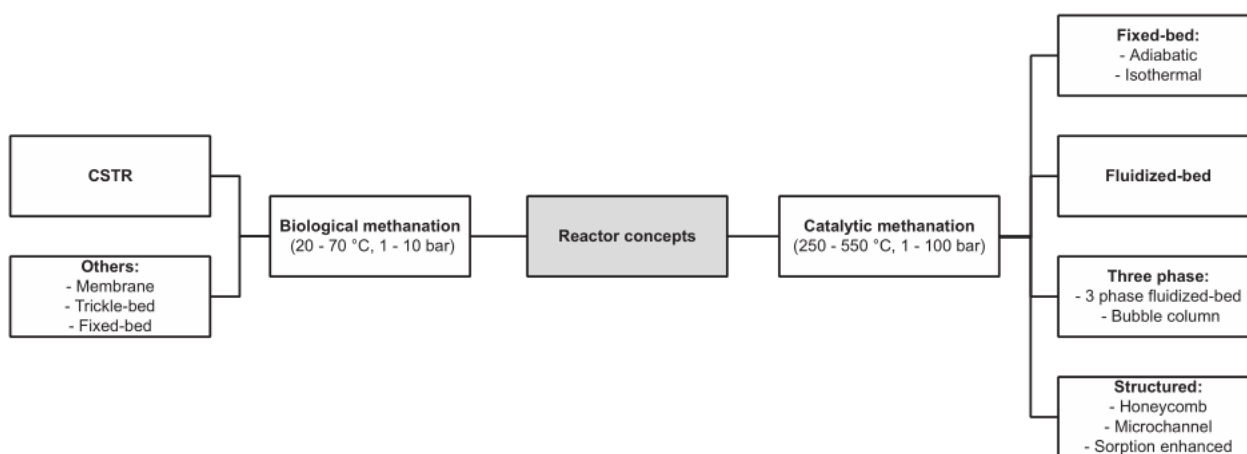 CSTR
Others:
- Membrane
- Trickle-bed
- Fixed-bed
Biological methanation
(20 - 70 °C, 1 - 10 bar)
Reactor concepts
Catalytic methanation
(250 - 550 °C, 1 - 100 bar)
Fixed-bed:
- Adiabatic
- Isothermal
Fluidized-bed
Three phase:
- 3 phase fluidized-bed
- Bubble column
Structured:
- Honeycomb
- Microchannel
- Sorption enhanced